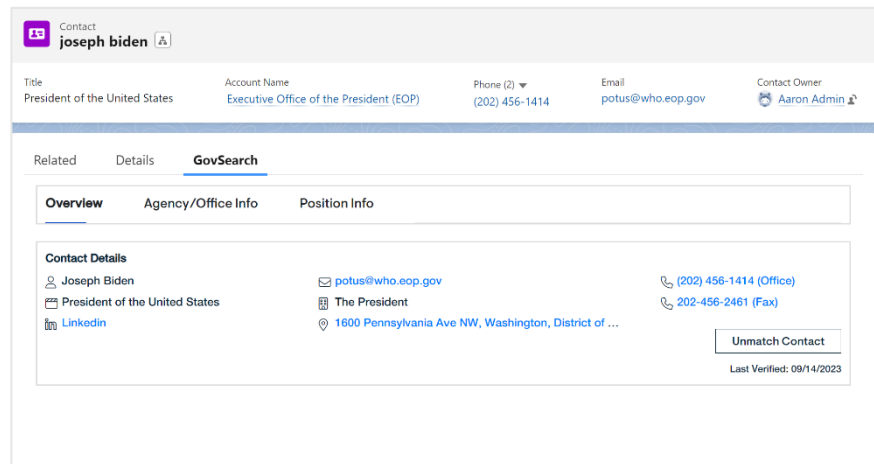 Contact
joseph biden
Title
President of the United States
Account Name
Executive Office of the President (EOP)
Phone (2)
(202) 456-1414
Email
potus@who.eop.gov
Contact Owner
Aaron Admin
Related Details GovSearch
Overview Agency/Office Info Position Info
Contact Details
Joseph Biden
President of the United States
Linkedin
potus@who.eop.gov
The President
1600 Pennsylvania Ave NW, Washington, District of ...
(202) 456-1414 (Office)
202-456-2461 (Fax)
Unmatch Contact
Last Verified: 09/14/2023